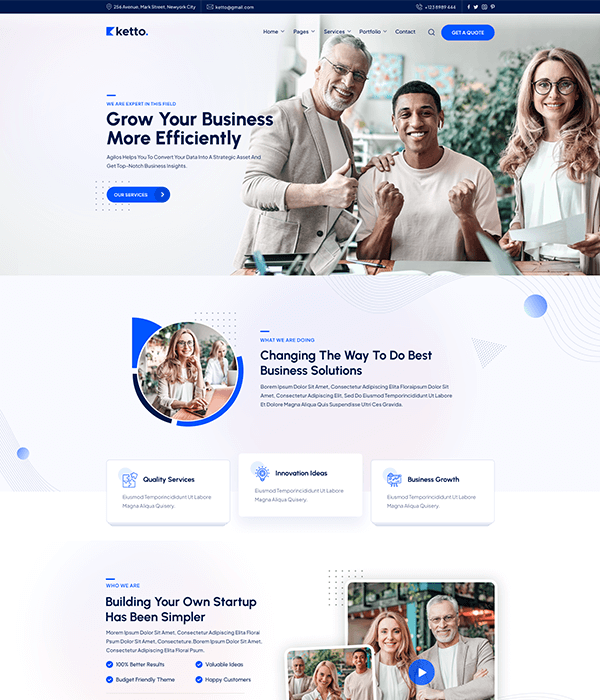 256 Avenue, Mark Street, Newyork City
ketto@gmail.com
+123 8989 444
ketto.
Home
Pages
Services
Portfolio
Contact
GET A QUOTE
WE ARE EXPERT IN THIS FIELD
Grow Your Business
More Efficiently
Agilos Helps You To Convert Your Data Into A Strategic Asset And
Get Top-Notch Business Insights.
OUR SERVICES
WHAT WE ARE DOING
Changing The Way To Do Best
Business Solutions
Borem Ipsum Dolor Sit Amet, Consectetur Adipiscing Elita Floraipsum Dolor Sit
Amet, Consectetur Adipiscing Elit, Sed Do Eiusmod Temporincididunt Ut Labore
Et Dolore Magna Aliqua Quis Suspendisse Ultri Ces Gravida.
Quality Services
Eiusmod Temporincididunt Ut Labore
Magna Aliqua Quisery.
Innovation Ideas
Eiusmod Temporincididunt Ut Labore
Magna Aliqua Quisery.
Business Growth
Eiusmod Temporincididunt Ut Labore
Magna Aliqua Quisery.
WHO WE ARE
Building Your Own Startup
Has Been Simpler
Morem Ipsum Dolor Sit Amet, Consectetur Adipiscing Elita Florai
Psum Dolor Sit Amet, Consecteture.Borem Ipsum Dolor Sit Amet,
Consectetur Adipiscing Elita Florai Psum.
100% Better Results
Valuable Ideas
Budget Friendly Theme
Happy Customers